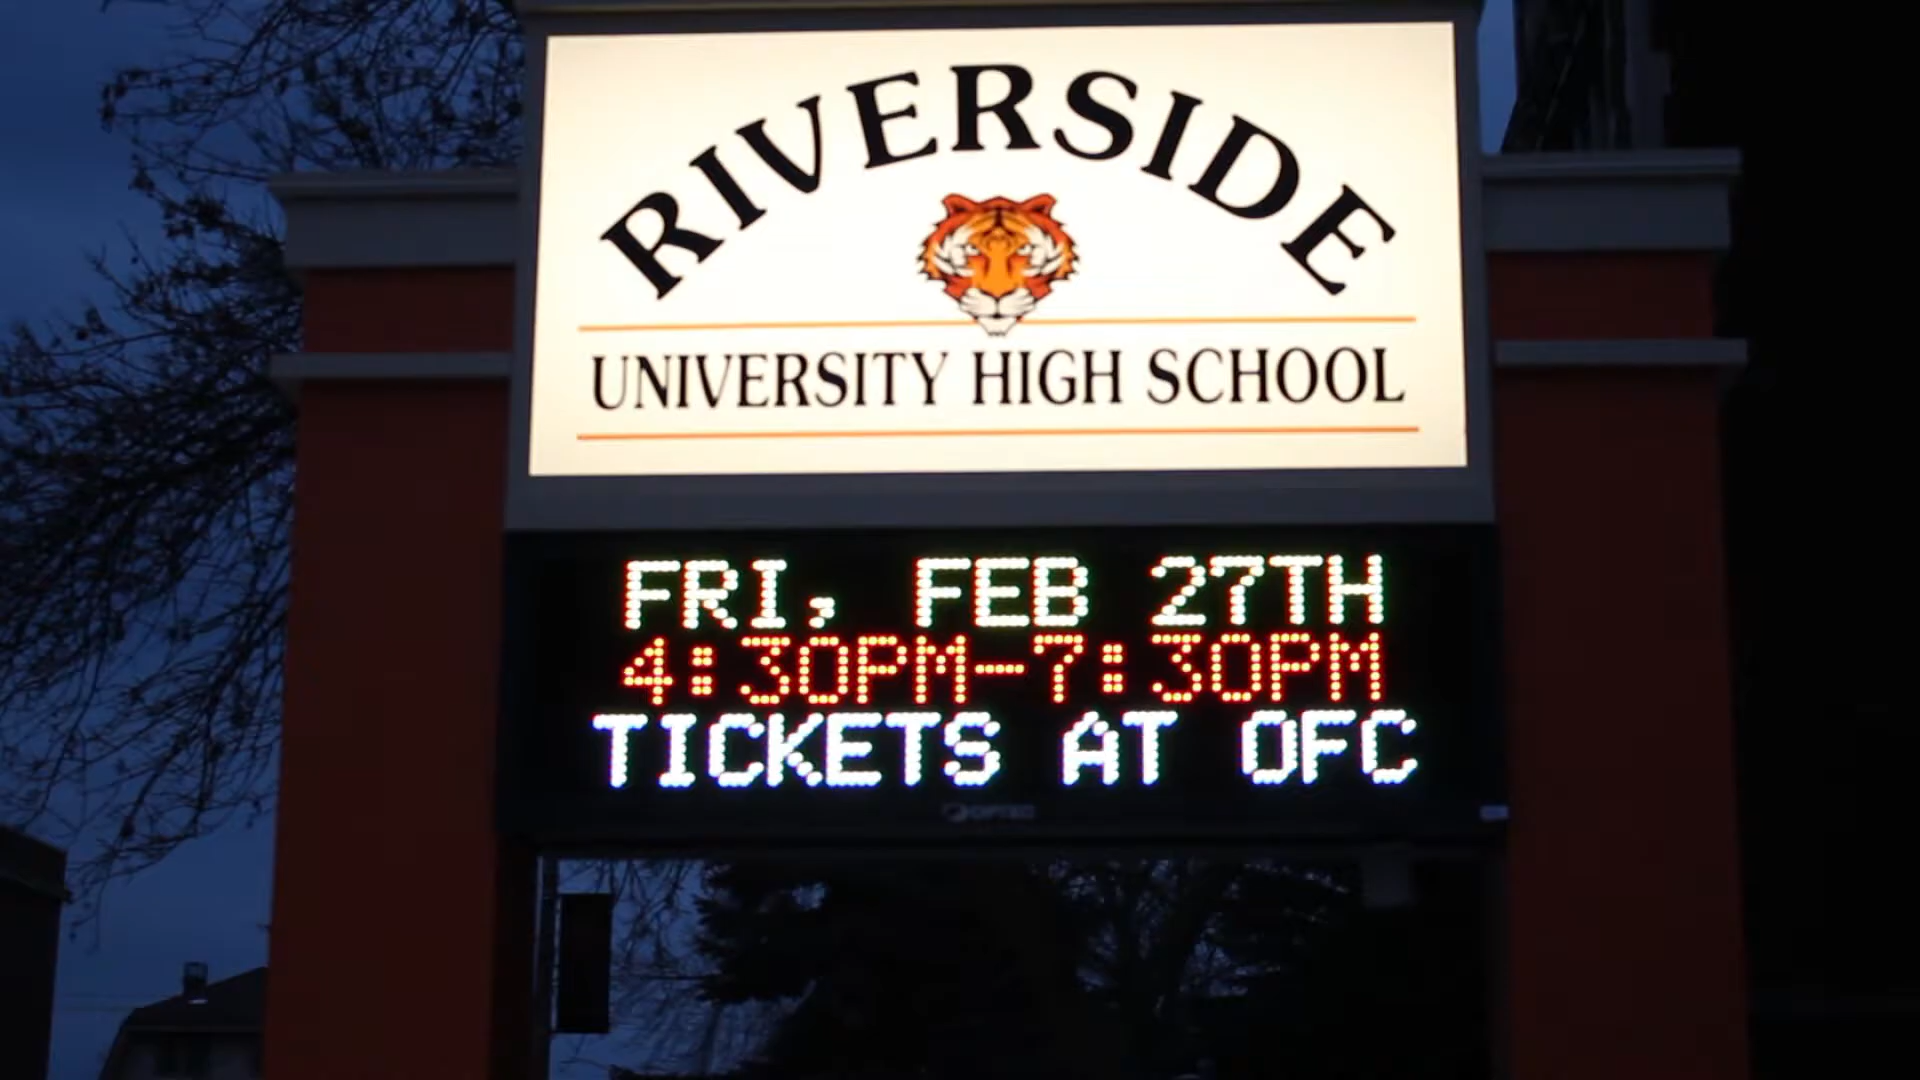 RIVERSIDE
UNIVERSITY HIGH SCHOOL
FRI, FEB 27TH
4:30PM-7:30PM
TICKETS AT OFC